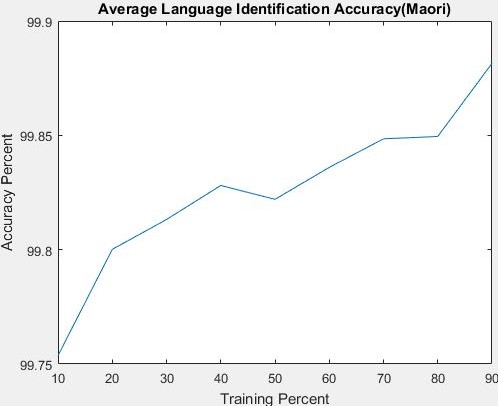 Average Language Identification Accuracy(Maori)
99.9
99.85
99.8
99.75
Accuracy Percent
10 20 30 40 50 60 70 80 90
Training Percent